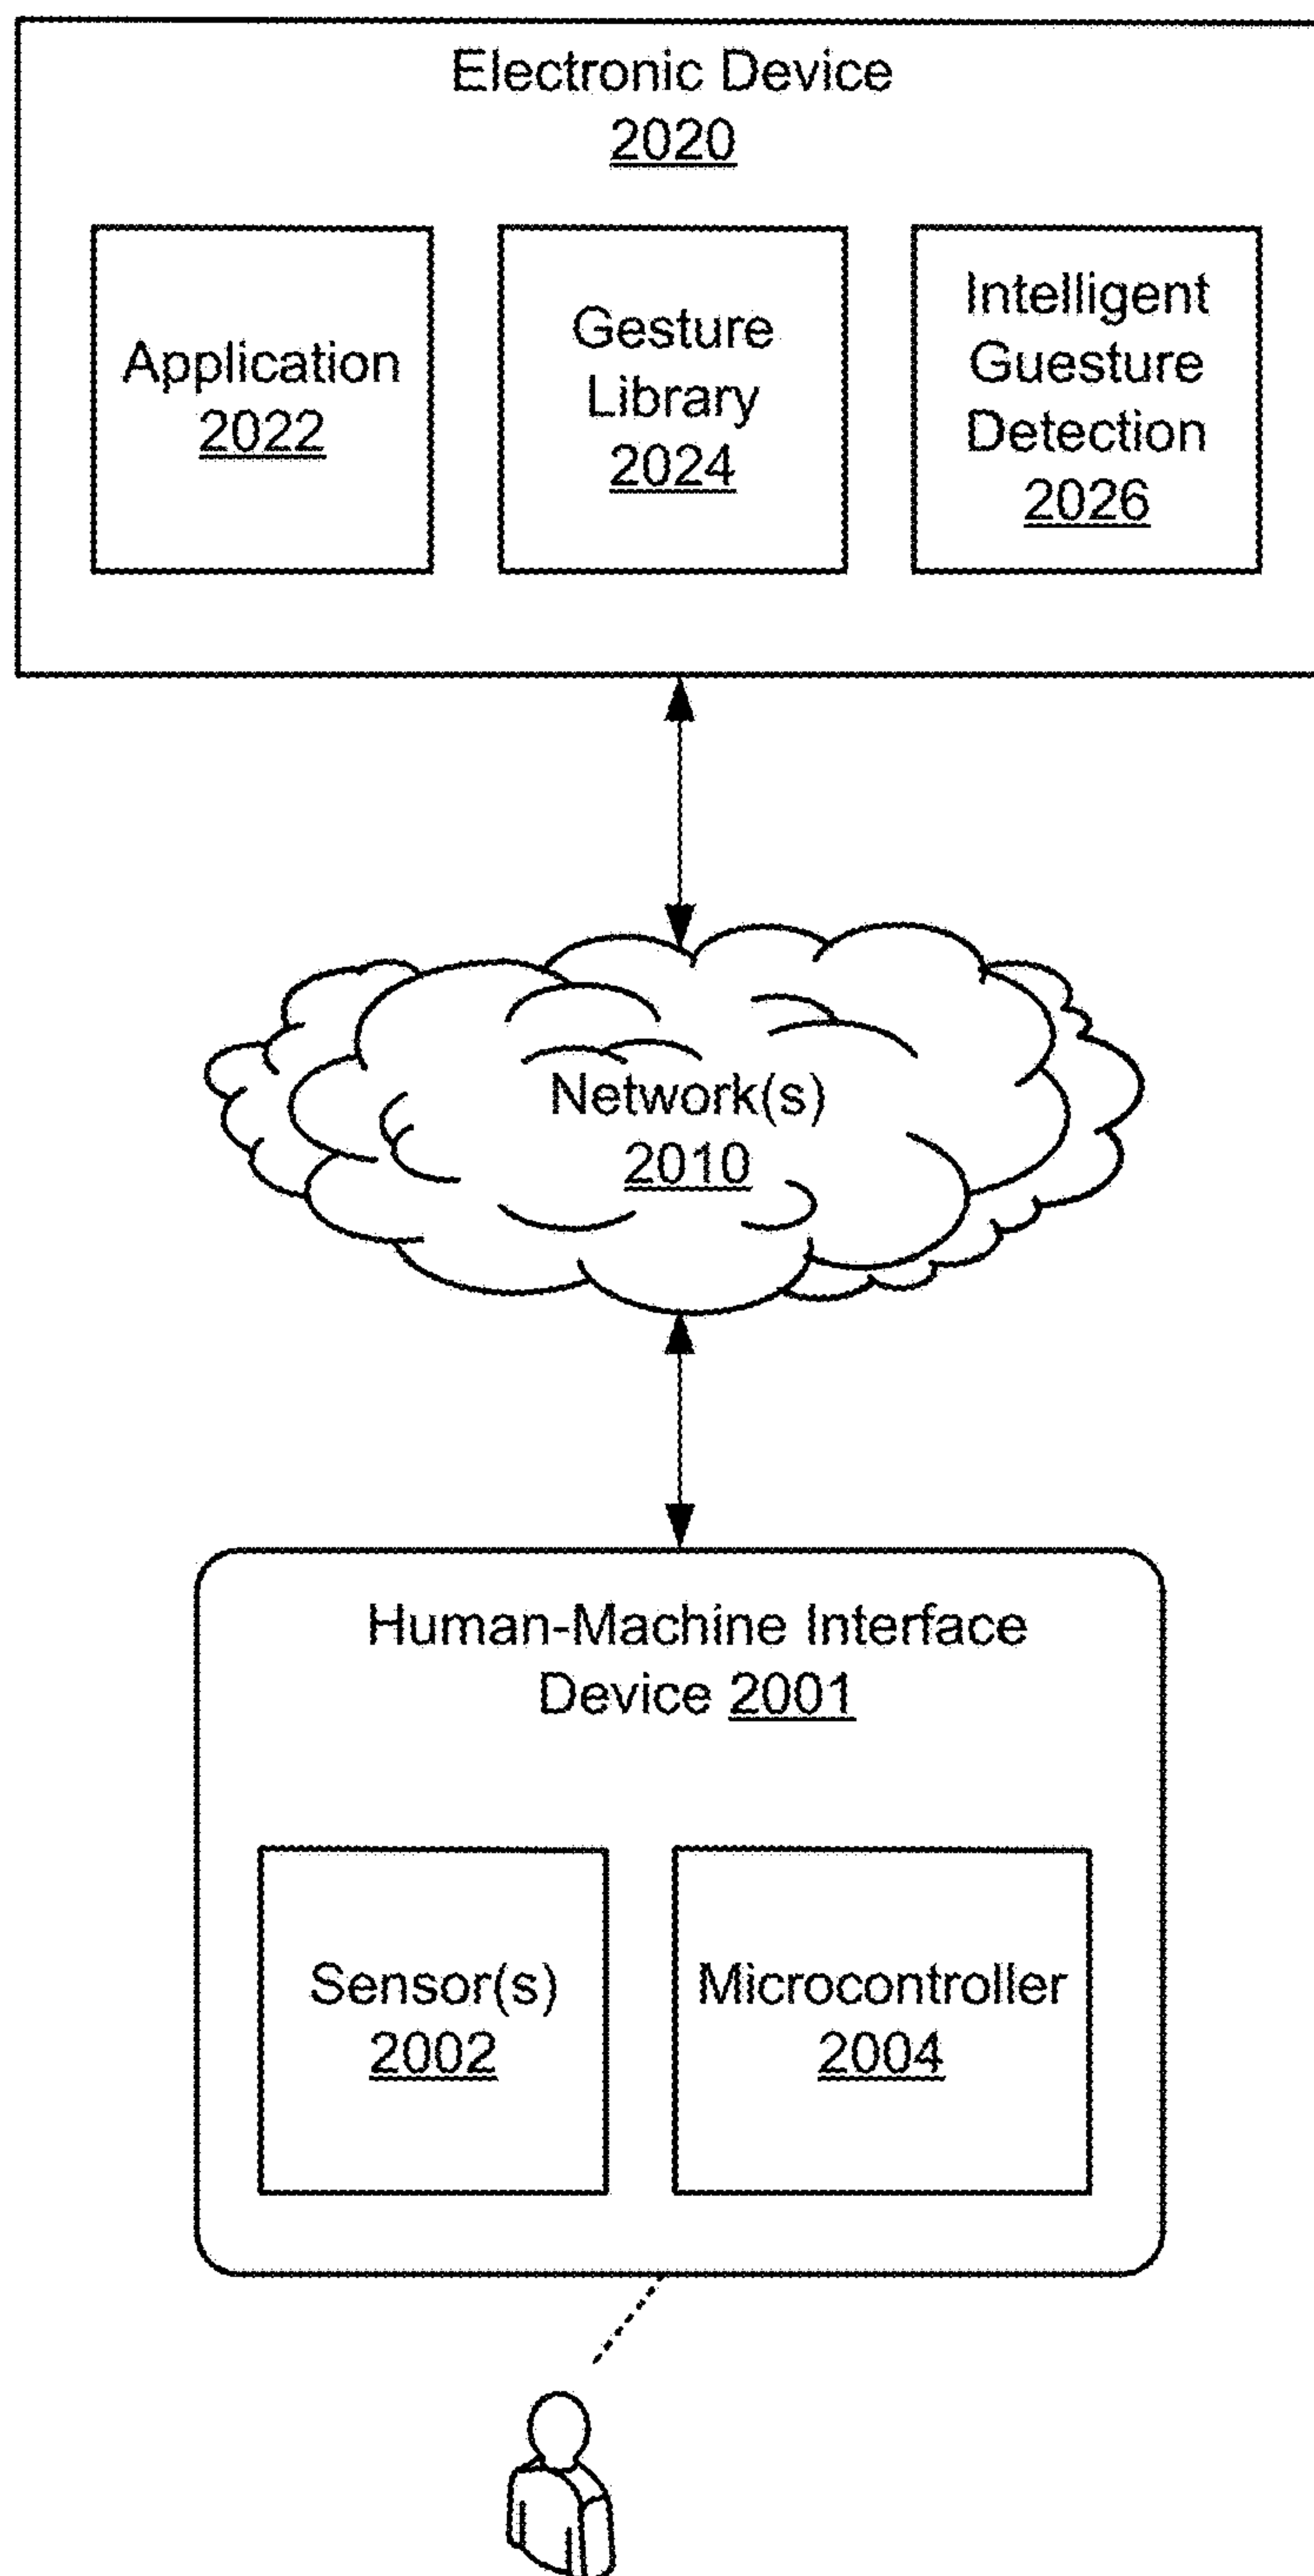 Electronic Device
2020
Application
2022
Gesture
Library
2024
Intelligent
Guesture
Detection
2026
Network(s)
2010
Human-Machine Interface
Device 2001
Sensor(s)
2002
Microcontroller
2004